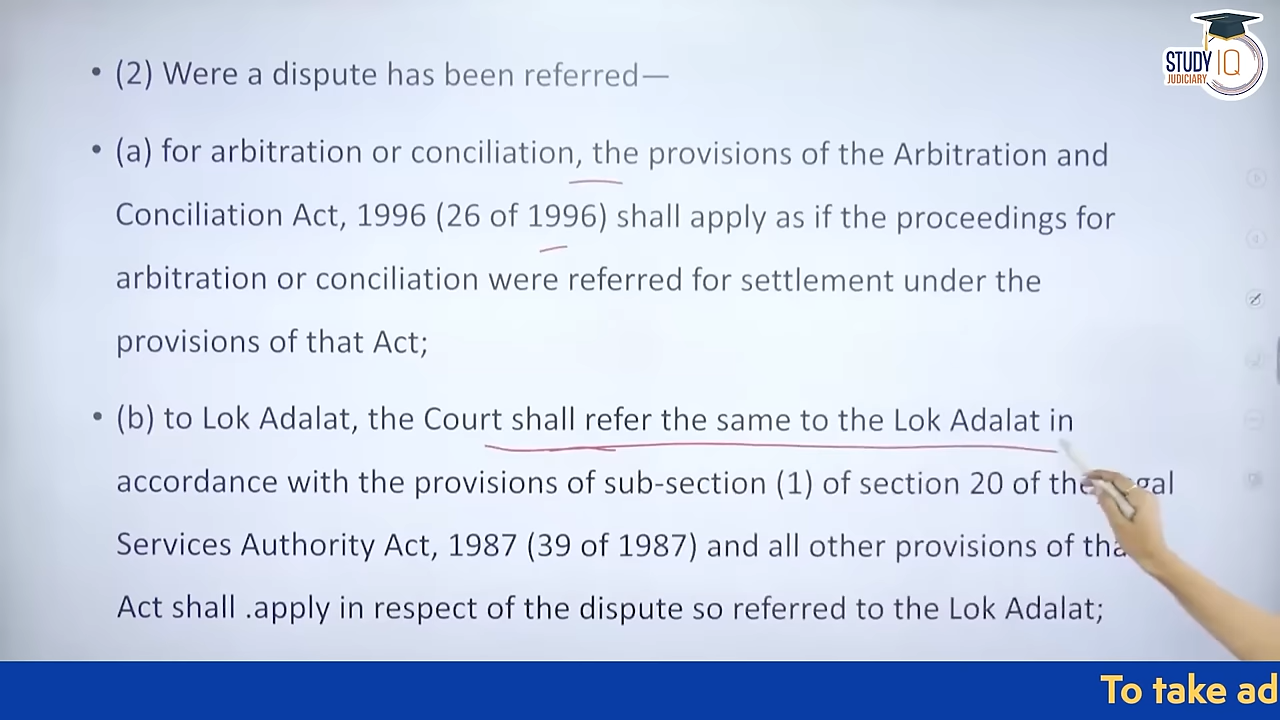 STUDY IQ
JUDICIARY
• (2) Were a dispute has been referred—
• (a) for arbitration or conciliation, the provisions of the Arbitration and
Conciliation Act, 1996 (26 of 1996) shall apply as if the proceedings for
arbitration or conciliation were referred for settlement under the
provisions of that Act;
• (b) to Lok Adalat, the Court shall refer the same to the Lok Adalat in
accordance with the provisions of sub-section (1) of section 20 of the gal
Services Authority Act, 1987 (39 of 1987) and all other provisions of tha
Act shall .apply in respect of the dispute so referred to the Lok Adalat;
To take ad